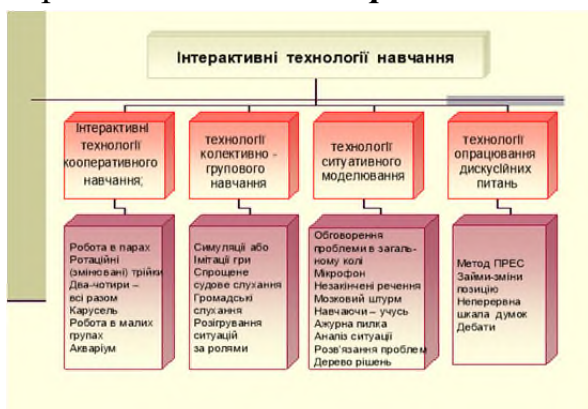 Інтерактивні технології навчання
Інтерактивні
технології
кооперативного
навчання;
технології
колективно -
групового
навчання
технології
ситуативного
моделювання
технології
опрацювання
дискусійних
питань
Робота в парах
Ротаційні
(змінювані) трійки
Два-чотири –
всі разом
Карусель
Робота в малих
групах
Акваріум
Симуляції або
Імітації гри
Спрощене
судове слухання
Громадські
слухання
Розігрування
ситуацій
за ролями
Обговорення
проблеми в загаль-
ному колі
Мікрофон
Незакінчені речення
Мозковий штурм
Навчаючи – учусь
Ажурна пилка
Аналіз ситуації
Розв'язання проблем
Дерево рішень
Метод ПРЕС
Займи-зміни
позицію
Неперервна
шкала думок
Дебати